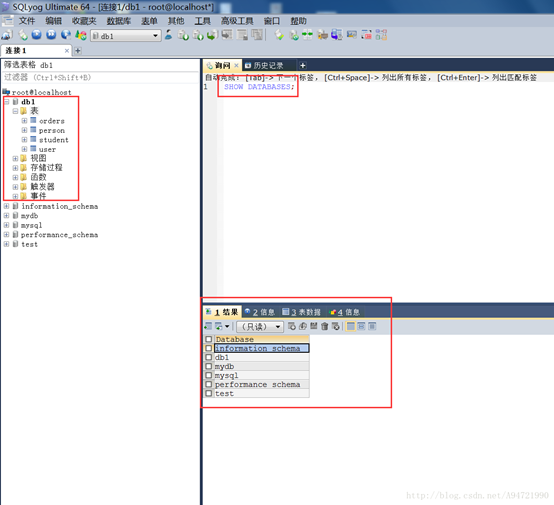 SQLyog Ultimate 64 - [连接1/db1 - root@localhost*]
文件 编辑 收藏夹 数据库 表单 其他 工具 高级工具 窗口 帮助
db1
连接1 × +
筛选表格 db1
过滤器 (Ctrl+Shift+B)
root@localhost
db1
表
orders
person
student
user
视图
存储过程
函数
触发器
事件
information_schema
mydb
mysql
performance_schema
test
询问 × 历史记录 +
自动完成: [Tab]-> 下一个标签, [Ctrl+Space]-> 列出所有标签, [Ctrl+Enter]-> 列出匹配标签
1 SHOW DATABASES;
1 结果 2 信息 3 表数据 4 信息
(只读)
Database
information_schema
db1
mydb
mysql
performance_schema
test
http://blog.csdn.net/a394721990